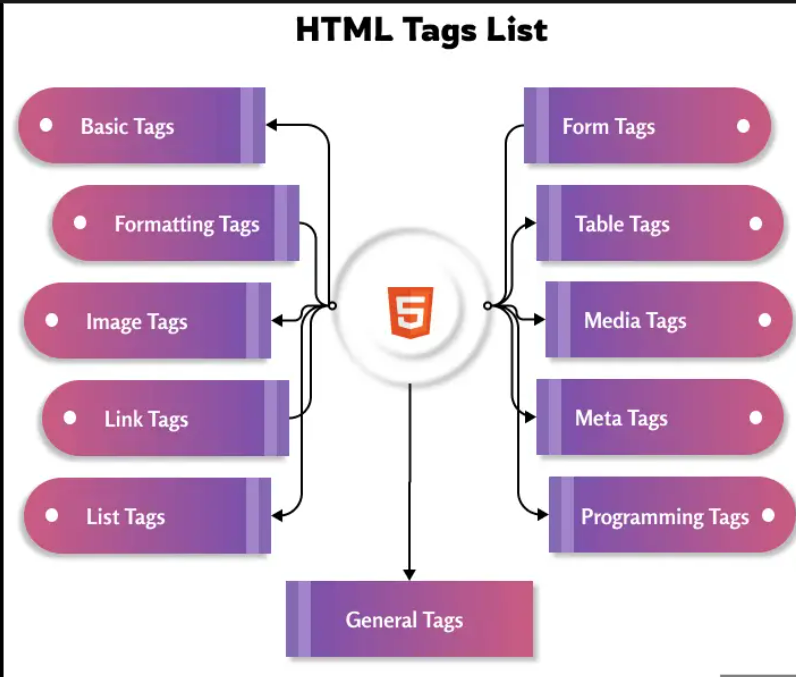 HTML Tags List
Basic Tags
Formatting Tags
Image Tags
Link Tags
List Tags
Form Tags
Table Tags
Media Tags
Meta Tags
Programming Tags
5
General Tags